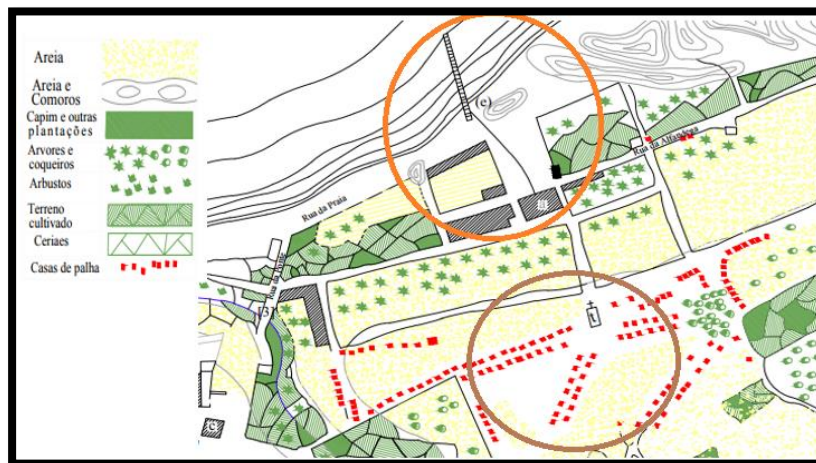 Areia
Areia e
Comoros
Capim e outras
plantações
Arvores e
coqueiros
Arbustos
Terreno
cultivado
Ceriaes
Casas de palha
(e)
Rua da Alfandega
Rua da Praia
[3]